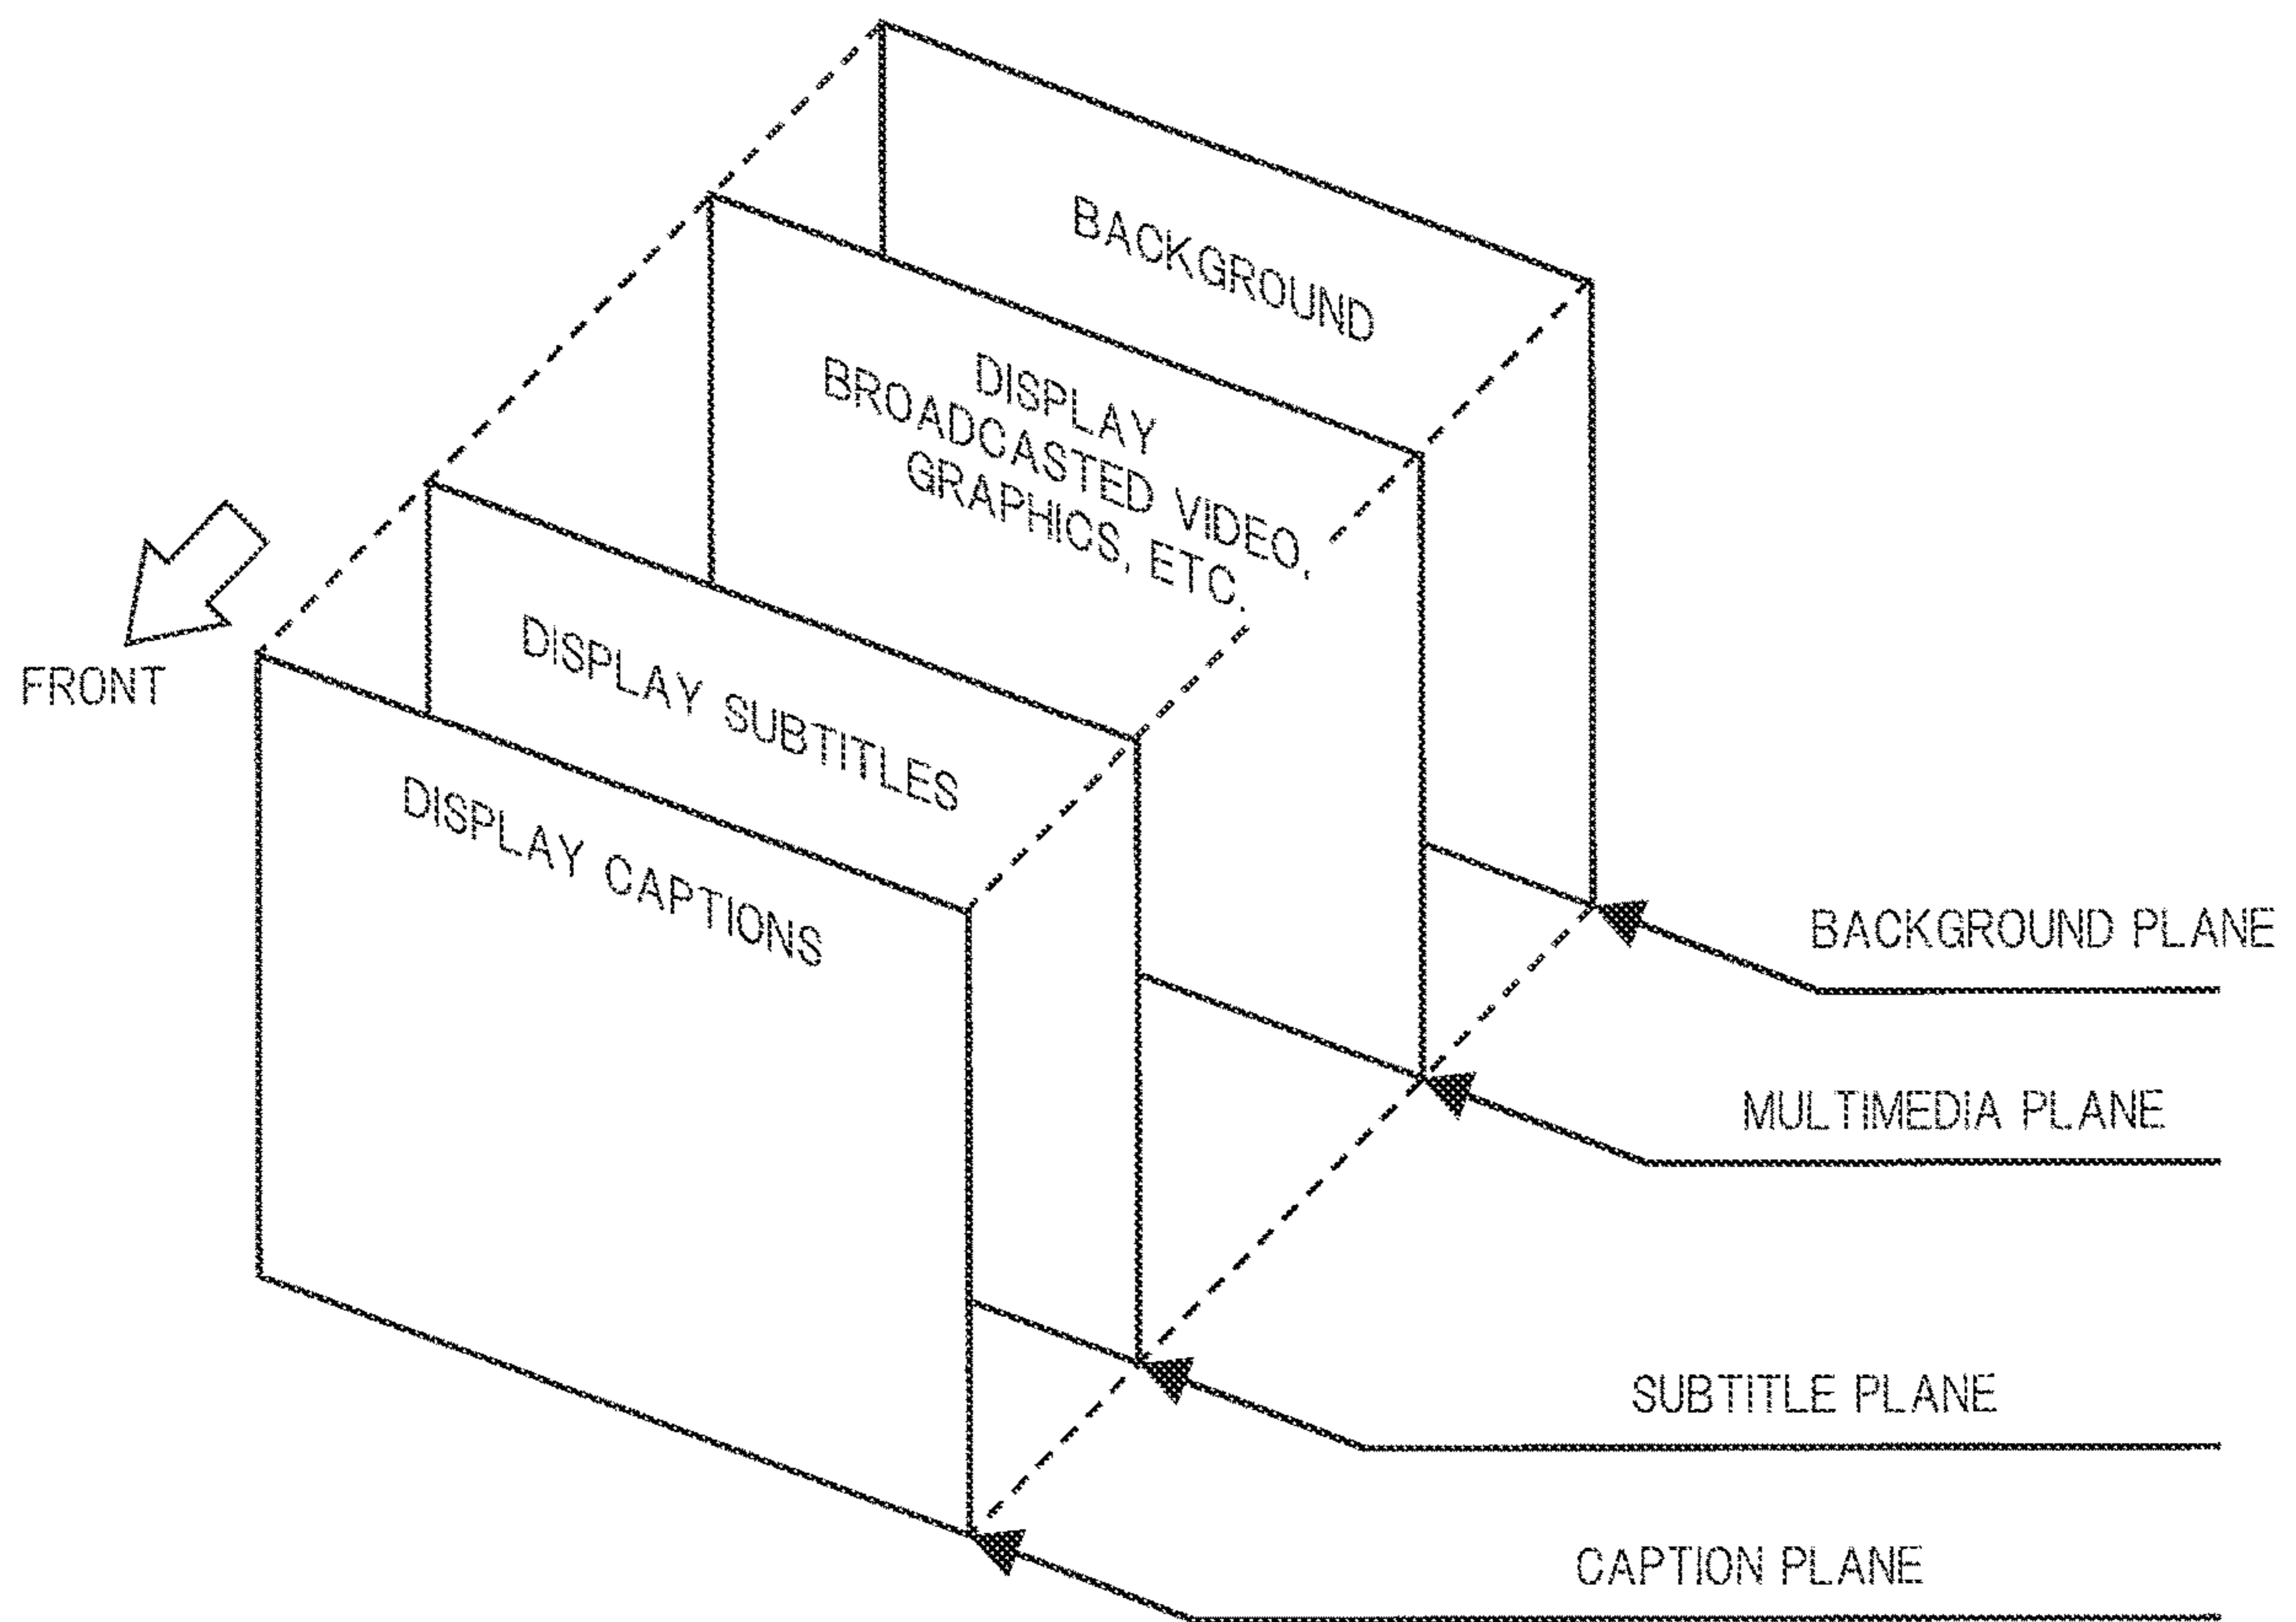 BACKGROUND
DISPLAY
BROADCASTED VIDEO,
GRAPHICS, ETC.
DISPLAY SUBTITLES
FRONT
DISPLAY CAPTIONS
BACKGROUND PLANE
MULTIMEDIA PLANE
SUBTITLE PLANE
CAPTION PLANE